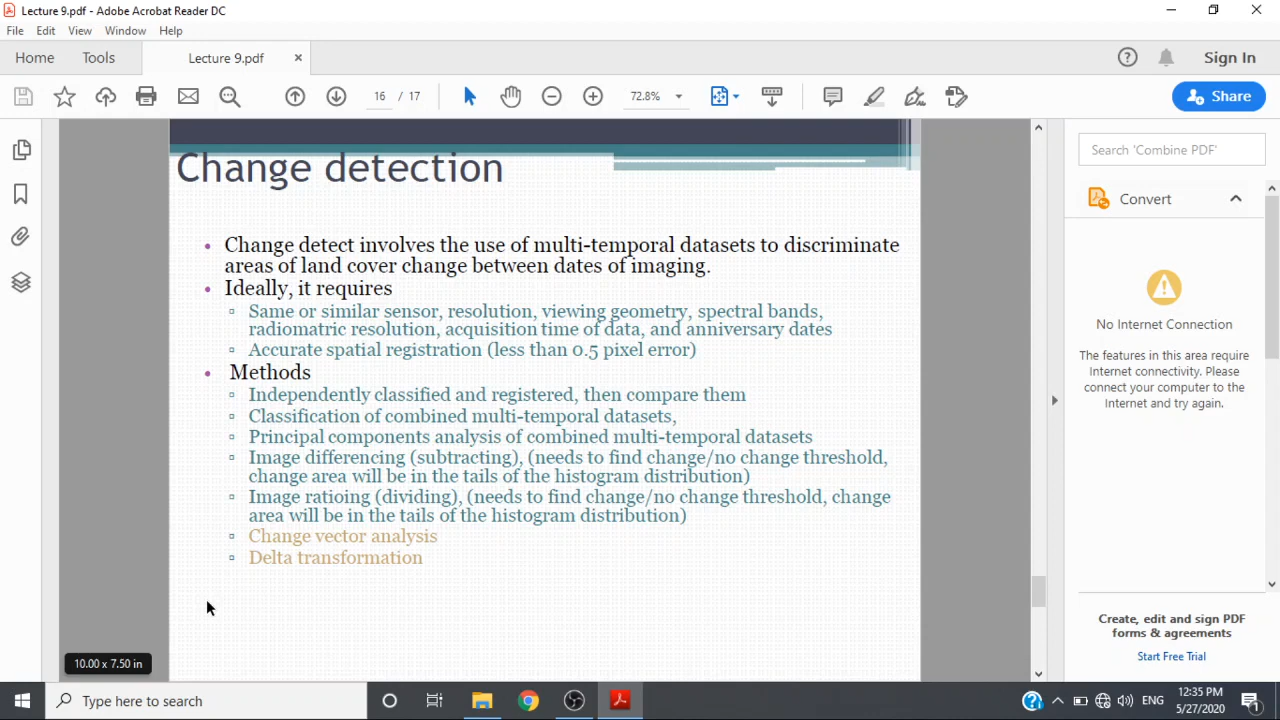 Lecture 9.pdf - Adobe Acrobat Reader DC
File Edit View Window Help
Home Tools Lecture 9.pdf × Sign In
16 / 17 72.8% Share
Change detection
• Change detect involves the use of multi-temporal datasets to discriminate
areas of land cover change between dates of imaging.
• Ideally, it requires
▫ Same or similar sensor, resolution, viewing geometry, spectral bands,
radiomatric resolution, acquisition time of data, and anniversary dates
▫ Accurate spatial registration (less than 0.5 pixel error)
• Methods
▫ Independently classified and registered, then compare them
▫ Classification of combined multi-temporal datasets,
▫ Principal components analysis of combined multi-temporal datasets
▫ Image differencing (subtracting), (needs to find change/no change threshold,
change area will be in the tails of the histogram distribution)
▫ Image ratioing (dividing), (needs to find change/no change threshold, change
area will be in the tails of the histogram distribution)
▫ Change vector analysis
▫ Delta transformation
10.00 x 7.50 in
Search 'Combine PDF'
Convert
No Internet Connection
The features in this area require
Internet connectivity. Please
connect your computer to the
Internet and try again.
Create, edit and sign PDF
forms & agreements
Start Free Trial
Type here to search
ENG
12:35 PM
5/27/2020
1